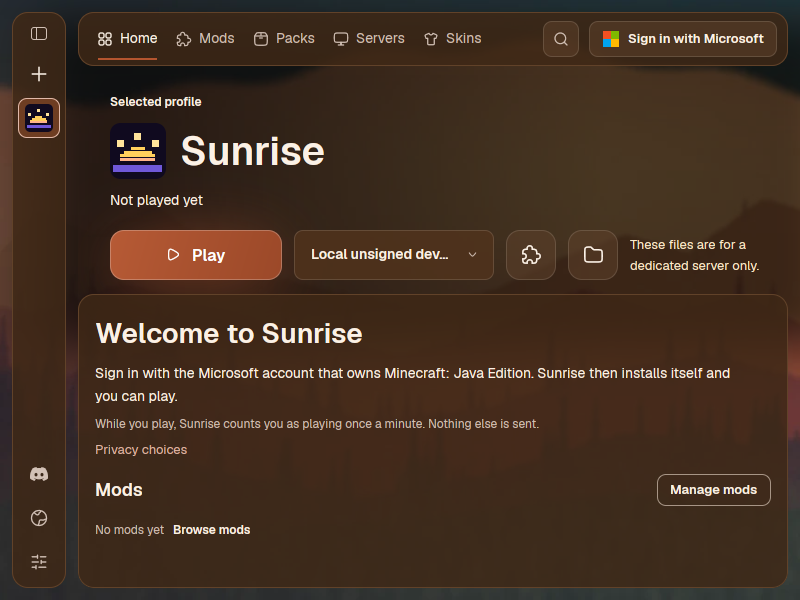 Home
Mods
Packs
Servers
Skins
Sign in with Microsoft
Selected profile
Sunrise
Not played yet
Play
Local unsigned dev...
These files are for a
dedicated server only.
Welcome to Sunrise
Sign in with the Microsoft account that owns Minecraft: Java Edition. Sunrise then installs itself and
you can play.
While you play, Sunrise counts you as playing once a minute. Nothing else is sent.
Privacy choices
Mods
Manage mods
No mods yet
Browse mods